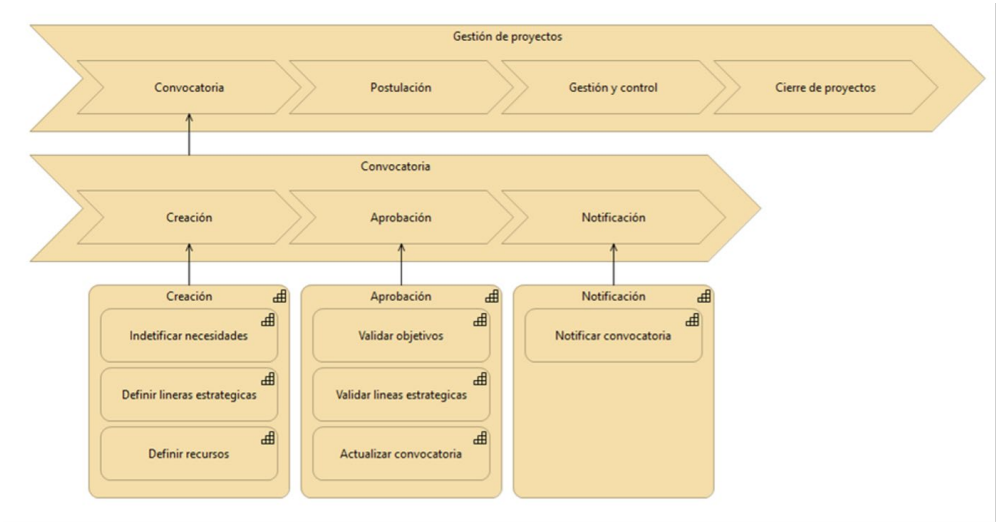 Gestión de proyectos
Convocatoria
Postulación
Gestión y control
Cierre de proyectos
Convocatoria
Creación
Aprobación
Notificación
Creación
Indetificar necesidades
Definir lineras estrategicas
Definir recursos
Aprobación
Validar objetivos
Validar lineas estrategicas
Actualizar convocatoria
Notificación
Notificar convocatoria